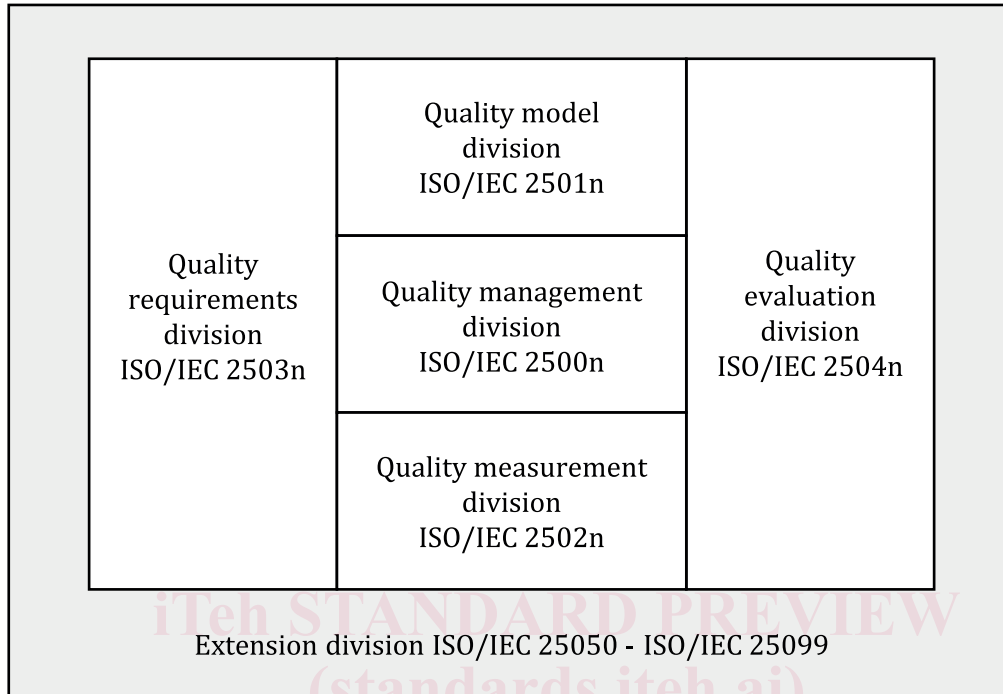 Quality model
division
ISO/IEC 2501n
Quality
requirements
division
ISO/IEC 2503n
Quality management
division
ISO/IEC 2500n
Quality
evaluation
division
ISO/IEC 2504n
Quality measurement
division
ISO/IEC 2502n
iTeh STANDARD PREVIEW
Extension division ISO/IEC 25050 - ISO/IEC 25099
(standards.iteh.ai)